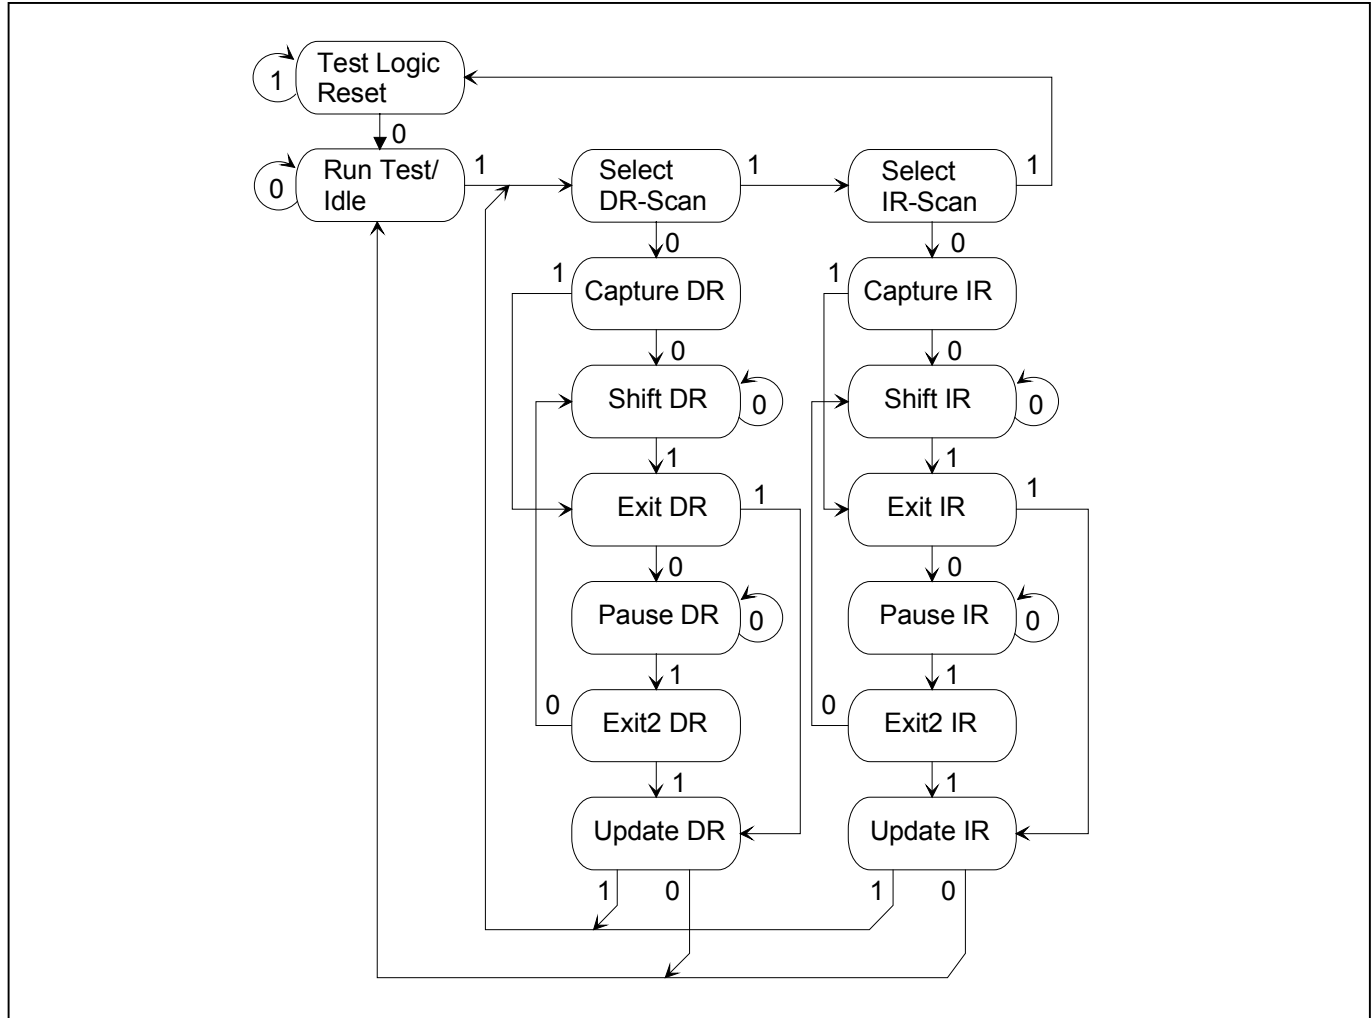 Test Logic
Reset
1
0
Run Test/
Idle
0
1
Select
DR-Scan
1
Select
IR-Scan
1
0
0
1
Capture DR
1
Capture IR
0
0
Shift DR
0
Shift IR
0
1
1
Exit DR
1
Exit IR
1
0
0
Pause DR
0
Pause IR
0
1
1
0
Exit2 DR
0
Exit2 IR
1
1
Update DR
Update IR
1
0
1
0